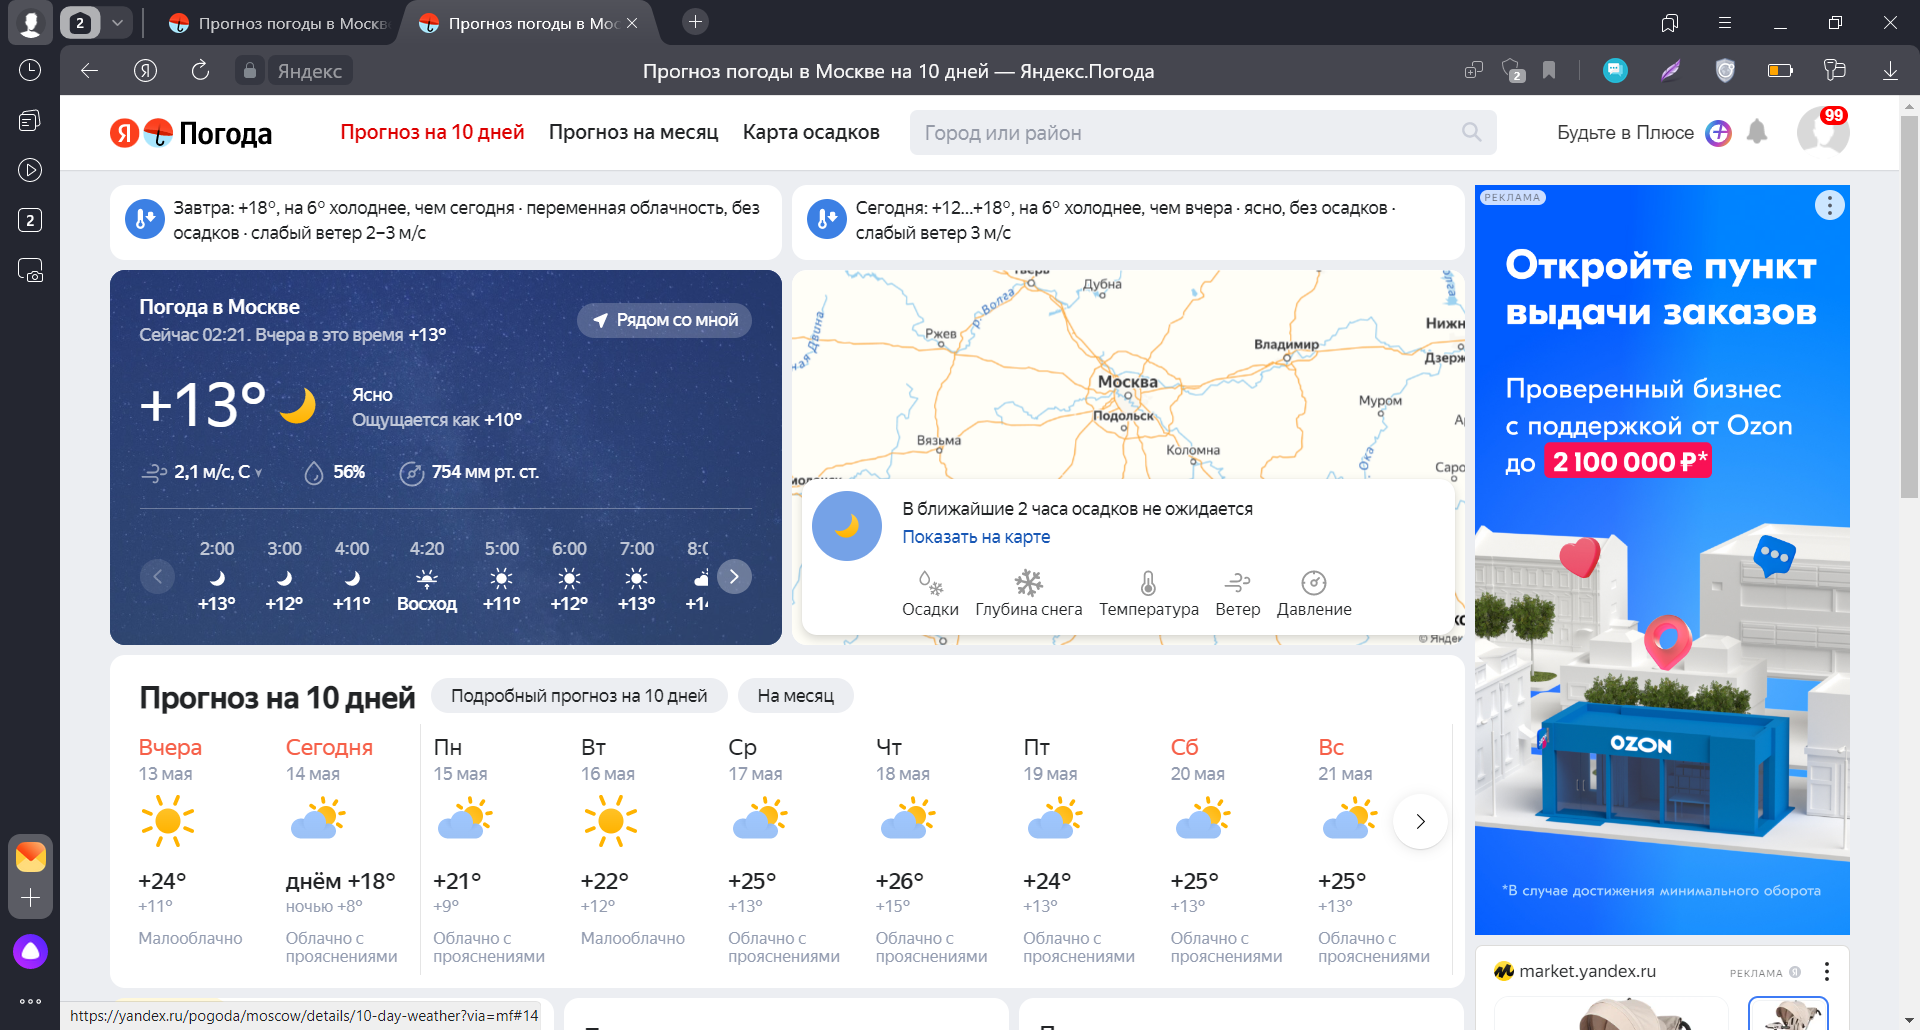 2
Прогноз погоды в Москв
Прогноз погоды в Мос
Яндекс
Прогноз погоды в Москве на 10 дней — Яндекс.Погода
2
2
Я Погода
Прогноз на 10 дней
Прогноз на месяц
Карта осадков
Город или район
Будьте в Плюсе
99
Завтра: +18°, на 6° холоднее, чем сегодня · переменная облачность, без
осадков · слабый ветер 2–3 м/с
Сегодня: +12...+18°, на 6° холоднее, чем вчера · ясно, без осадков ·
слабый ветер 3 м/с
Погода в Москве
Сейчас 02:21. Вчера в это время +13°
Рядом со мной
+13°
Ясно
Ощущается как +10°
2,1 м/с, С
56%
754 мм рт. ст.
2:00 3:00 4:00 4:20 5:00 6:00 7:00 8:0
+13° +12° +11° Восход +11° +12° +13° +14
Тверь
Дубна
р. Волга
ная Двина
Ржев
Нижн
Владимир
Дзерж
Москва
Муром
Подольск
Вязьма
Коломна
Ока
Саро
© Яндек
В ближайшие 2 часа осадков не ожидается
Показать на карте
Осадки Глубина снега Температура Ветер Давление
Прогноз на 10 дней
Подробный прогноз на 10 дней
На месяц
Вчера Сегодня Пн Вт Ср Чт Пт Сб Вс
13 мая 14 мая 15 мая 16 мая 17 мая 18 мая 19 мая 20 мая 21 мая
+24° днём +18° +21° +22° +25° +26° +24° +25° +25°
+11° ночью +8° +9° +12° +13° +15° +13° +13° +13°
Малооблачно Облачно с Облачно с Малооблачно Облачно с Облачно с Облачно с Облачно с Облачно с
прояснениями прояснениями прояснениями прояснениями прояснениями прояснениями прояснениями
РЕКЛАМА
Откройте пункт
выдачи заказов
Проверенный бизнес
с поддержкой от Ozon
до 2 100 000 ₽*
OZON
*В случае достижения минимального оборота
market.yandex.ru
РЕКЛАМА
https://yandex.ru/pogoda/moscow/details/10-day-weather?via=mf#14